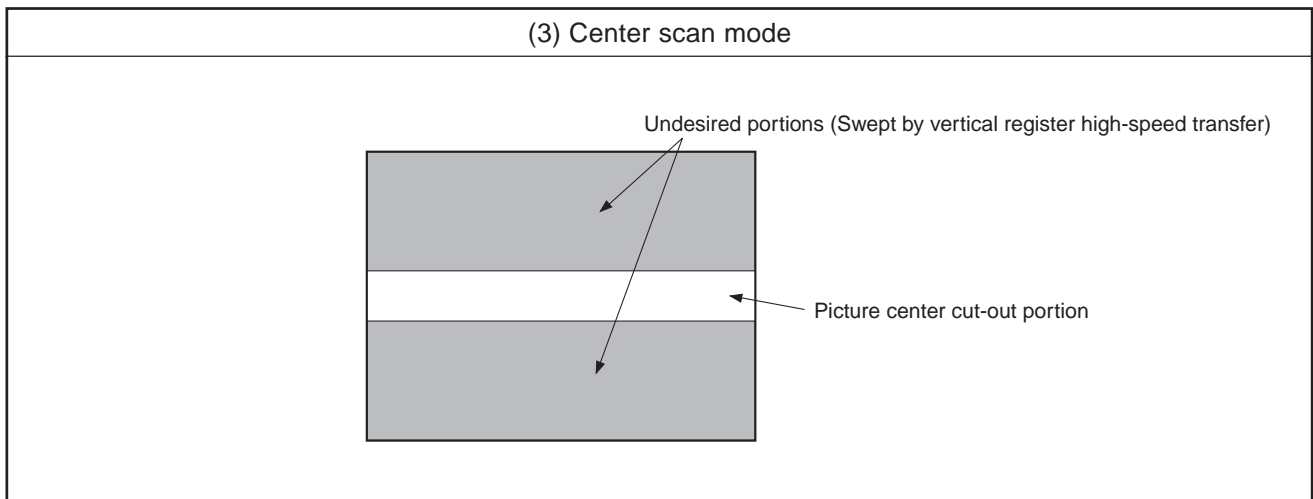 (3) Center scan mode
Undesired portions (Swept by vertical register high-speed transfer)
Picture center cut-out portion